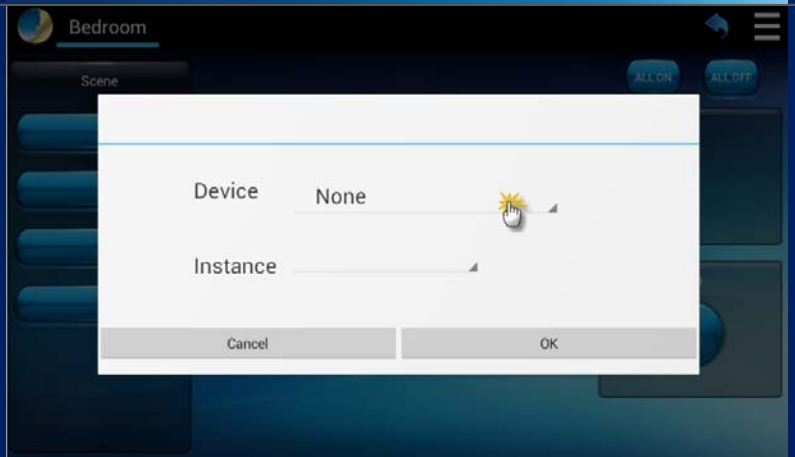 Bedroom
Scene
ALL ON
ALL OFF
Device
None
Instance
Cancel
OK